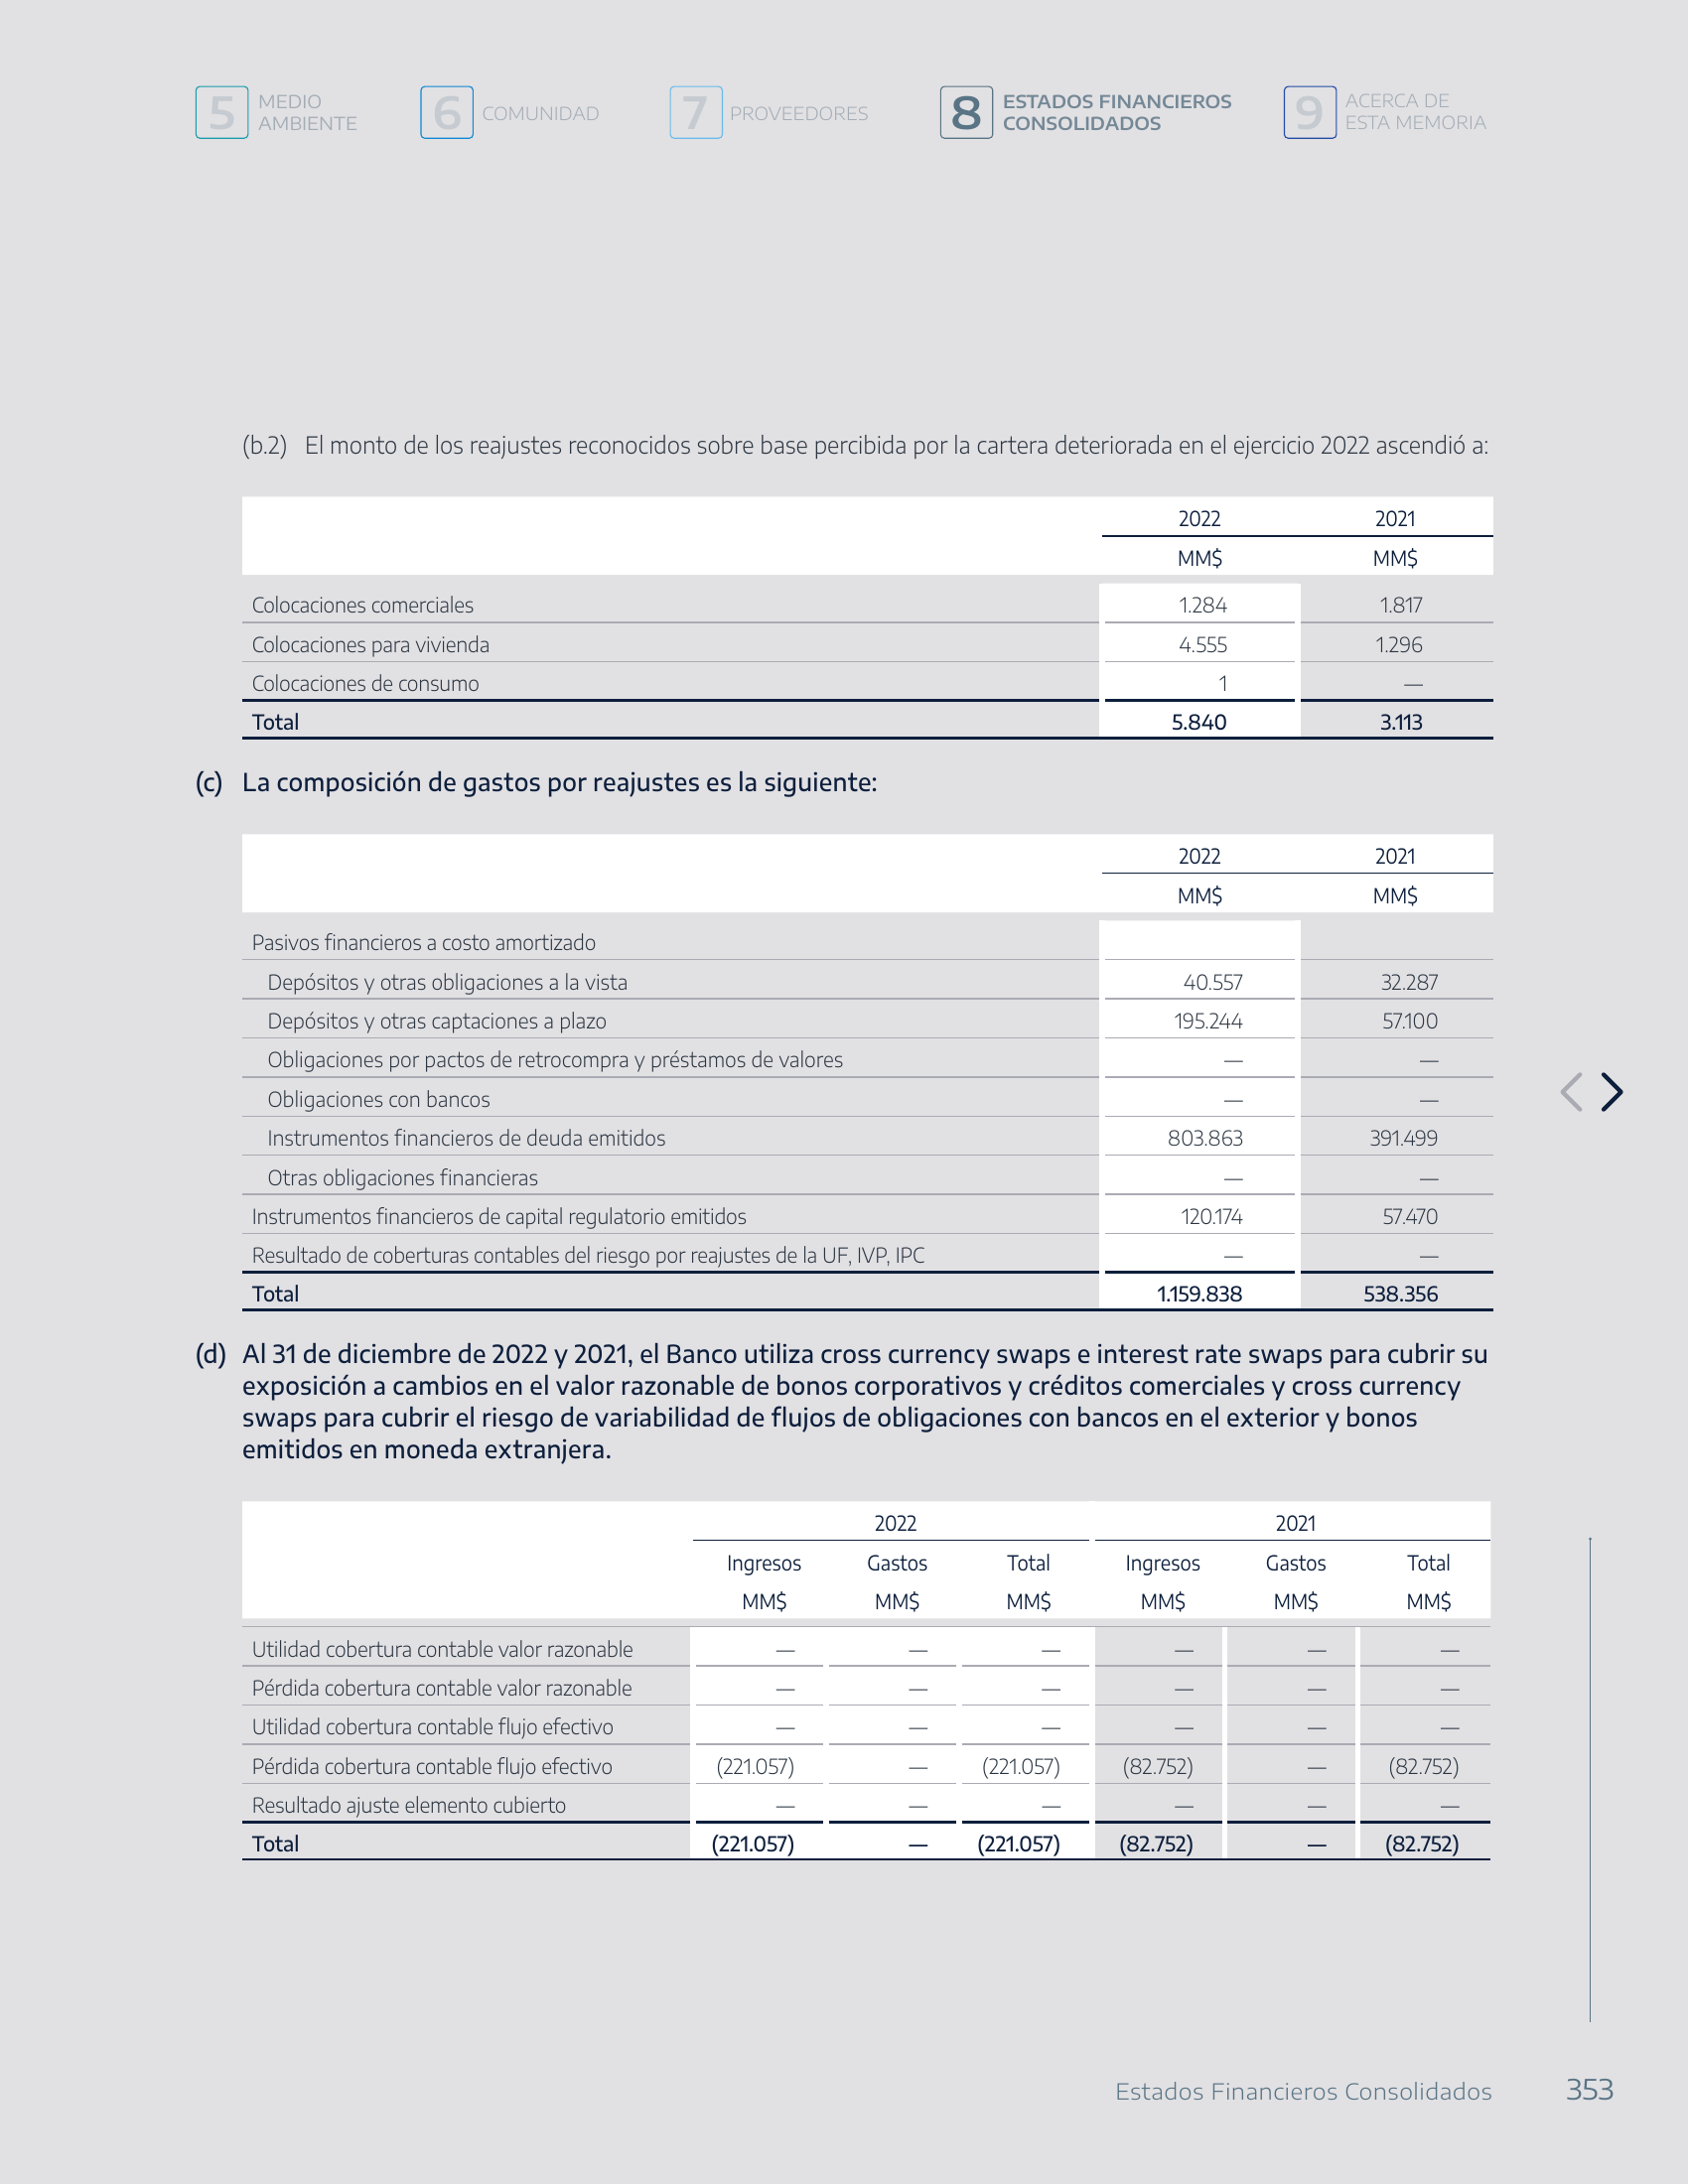 5 MEDIO AMBIENTE 6 COMUNIDAD 7 PROVEEDORES 8 ESTADOS FINANCIEROS CONSOLIDADOS 9 ACERCA DE ESTA MEMORIA
(b.2) El monto de los reajustes reconocidos sobre base percibida por la cartera deteriorada en el ejercicio 2022 ascendió a:
2022 2021
MM$ MM$
Colocaciones comerciales 1.284 1.817
Colocaciones para vivienda 4.555 1.296
Colocaciones de consumo 1 —
Total 5.840 3.113
(c) La composición de gastos por reajustes es la siguiente:
2022 2021
MM$ MM$
Pasivos financieros a costo amortizado
Depósitos y otras obligaciones a la vista 40.557 32.287
Depósitos y otras captaciones a plazo 195.244 57.100
Obligaciones por pactos de retrocompra y préstamos de valores — —
Obligaciones con bancos — —
Instrumentos financieros de deuda emitidos 803.863 391.499
Otras obligaciones financieras — —
Instrumentos financieros de capital regulatorio emitidos 120.174 57.470
Resultado de coberturas contables del riesgo por reajustes de la UF, IVP, IPC — —
Total 1.159.838 538.356
(d) Al 31 de diciembre de 2022 y 2021, el Banco utiliza cross currency swaps e interest rate swaps para cubrir su
exposición a cambios en el valor razonable de bonos corporativos y créditos comerciales y cross currency
swaps para cubrir el riesgo de variabilidad de flujos de obligaciones con bancos en el exterior y bonos
emitidos en moneda extranjera.
2022 2021
Ingresos Gastos Total Ingresos Gastos Total
MM$ MM$ MM$ MM$ MM$ MM$
Utilidad cobertura contable valor razonable — — — — — —
Pérdida cobertura contable valor razonable — — — — — —
Utilidad cobertura contable flujo efectivo — — — — — —
Pérdida cobertura contable flujo efectivo (221.057) — (221.057) (82.752) — (82.752)
Resultado ajuste elemento cubierto — — — — — —
Total (221.057) — (221.057) (82.752) — (82.752)
Estados Financieros Consolidados 353